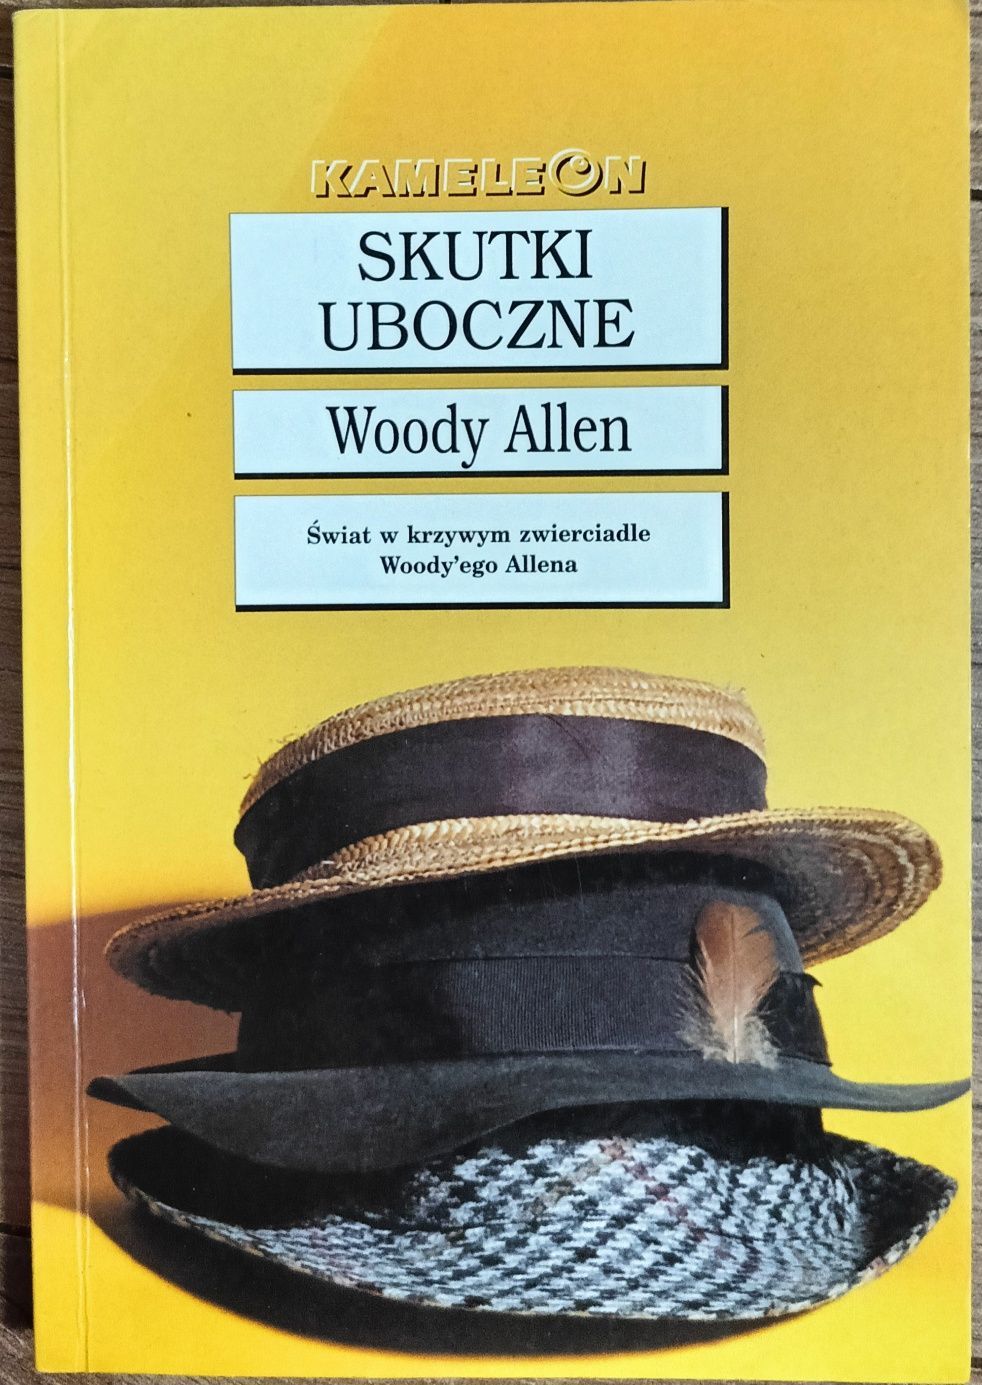 KAMELEON
SKUTKI
UBOCZNE
Woody Allen
Świat w krzywym zwierciadle
Woody'ego Allena